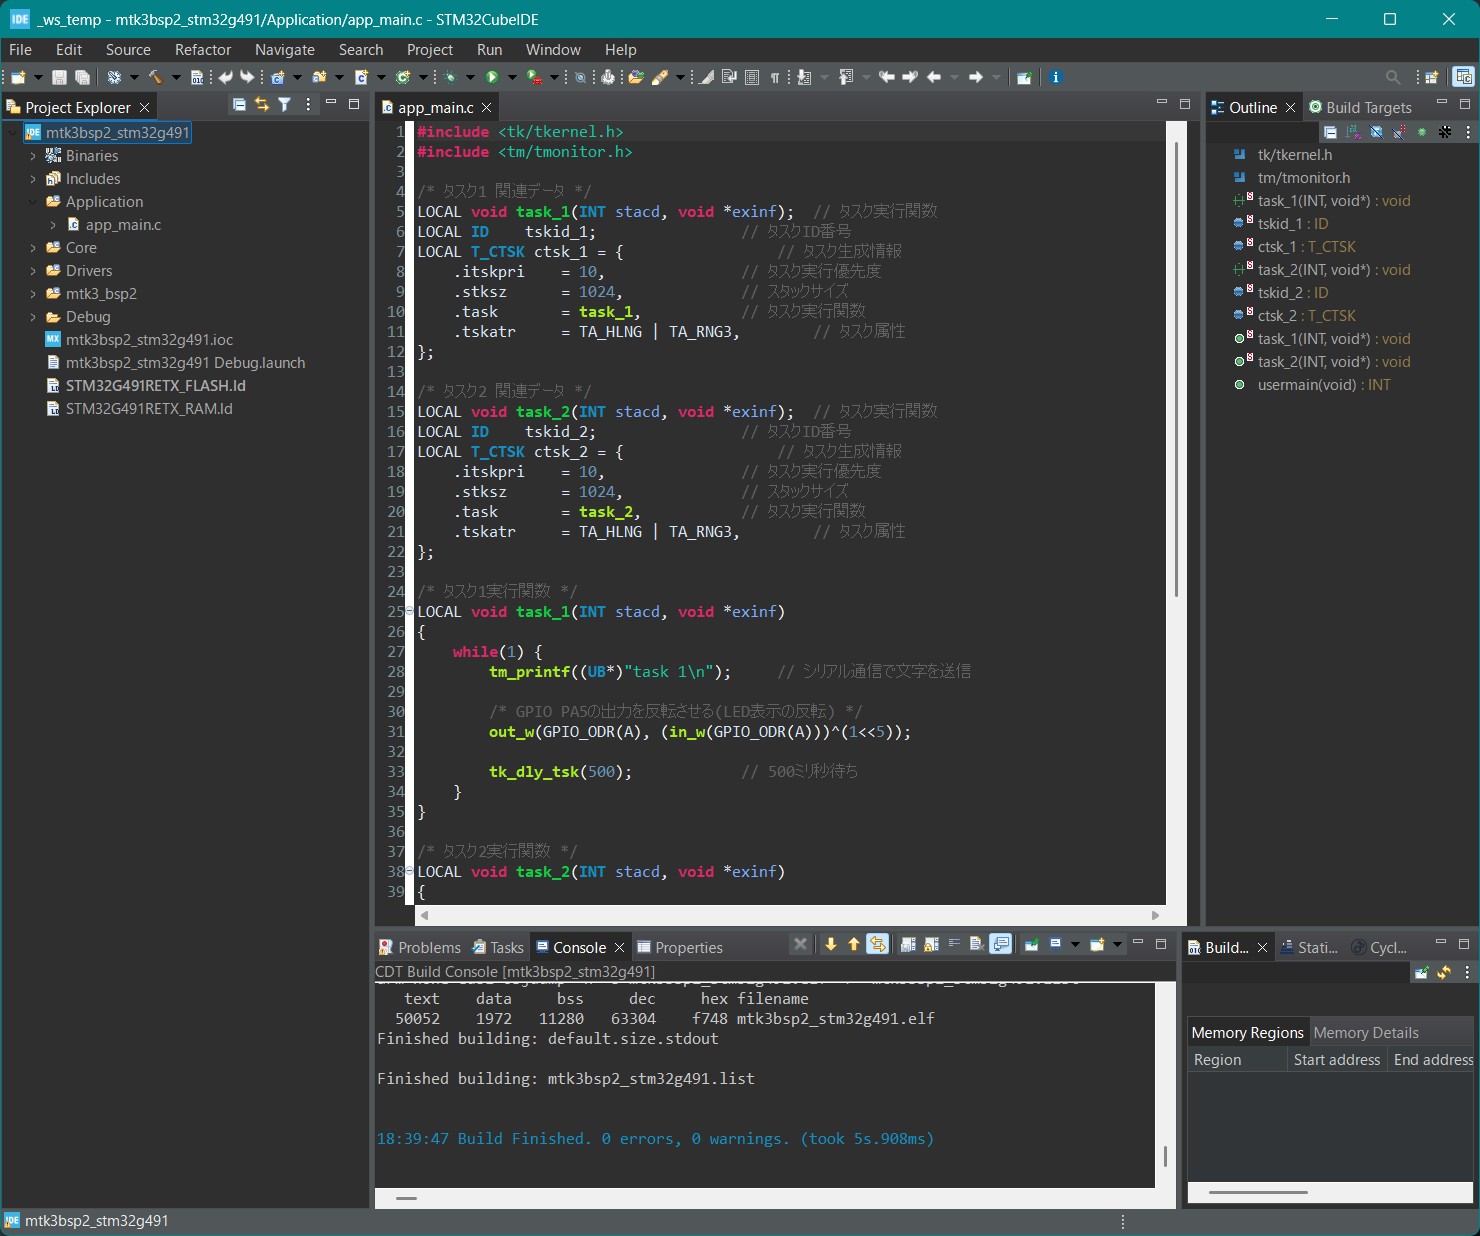 _ws_temp - mtk3bsp2_stm32g491/Application/app_main.c - STM32CubeIDE
File Edit Source Refactor Navigate Search Project Run Window Help
Project Explorer
mtk3bsp2_stm32g491
Binaries
Includes
Application
app_main.c
Core
Drivers
mtk3_bsp2
Debug
mtk3bsp2_stm32g491.ioc
mtk3bsp2_stm32g491 Debug.launch
STM32G491RETX_FLASH.ld
STM32G491RETX_RAM.ld
app_main.c
1 #include <tk/tkernel.h>
2 #include <tm/tmonitor.h>
3
4 /* タスク1 関連データ */
5 LOCAL void task_1(INT stacd, void *exinf);  // タスク実行関数
6 LOCAL ID    tskid_1;                // タスクID番号
7 LOCAL T_CTSK ctsk_1 = {                 // タスク生成情報
8     .itskpri    = 10,               // タスク実行優先度
9     .stksz      = 1024,             // スタックサイズ
10     .task       = task_1,           // タスク実行関数
11     .tskatr     = TA_HLNG | TA_RNG3,        // タスク属性
12 };
13
14 /* タスク2 関連データ */
15 LOCAL void task_2(INT stacd, void *exinf);  // タスク実行関数
16 LOCAL ID    tskid_2;                // タスクID番号
17 LOCAL T_CTSK ctsk_2 = {                 // タスク生成情報
18     .itskpri    = 10,               // タスク実行優先度
19     .stksz      = 1024,             // スタックサイズ
20     .task       = task_2,           // タスク実行関数
21     .tskatr     = TA_HLNG | TA_RNG3,        // タスク属性
22 };
23
24 /* タスク1実行関数 */
25 LOCAL void task_1(INT stacd, void *exinf)
26 {
27     while(1) {
28         tm_printf((UB*)"task 1\n");     // シリアル通信で文字を送信
29
30         /* GPIO PA5の出力を反転させる(LED表示の反転) */
31         out_w(GPIO_ODR(A), (in_w(GPIO_ODR(A)))^(1<<5));
32
33         tk_dly_tsk(500);            // 500ミリ秒待ち
34     }
35 }
36
37 /* タスク2実行関数 */
38 LOCAL void task_2(INT stacd, void *exinf)
39 {
Outline Build Targets
tk/tkernel.h
tm/tmonitor.h
task_1(INT, void*) : void
tskid_1 : ID
ctsk_1 : T_CTSK
task_2(INT, void*) : void
tskid_2 : ID
ctsk_2 : T_CTSK
task_1(INT, void*) : void
task_2(INT, void*) : void
usermain(void) : INT
Problems Tasks Console Properties
CDT Build Console [mtk3bsp2_stm32g491]
text data bss dec hex filename
50052 1972 11280 63304 f748 mtk3bsp2_stm32g491.elf
Finished building: default.size.stdout
Finished building: mtk3bsp2_stm32g491.list
18:39:47 Build Finished. 0 errors, 0 warnings. (took 5s.908ms)
Build... Stati... Cycl...
Memory Regions Memory Details
Region Start address End address
mtk3bsp2_stm32g491